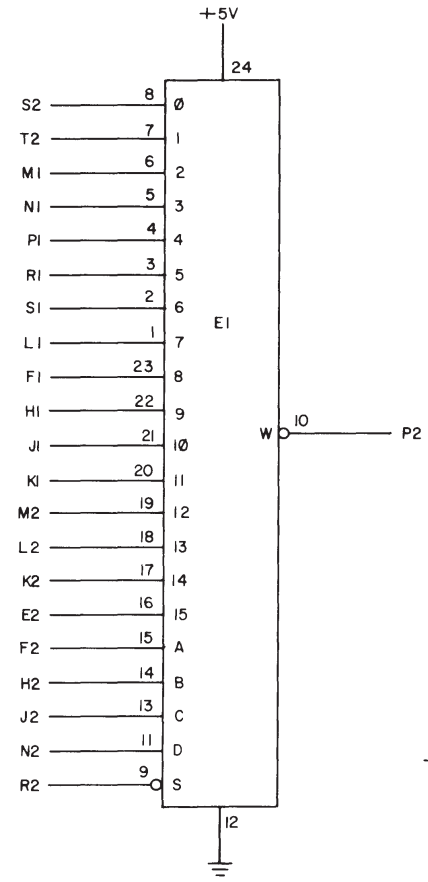 +5V
24
S2 8 Ø
T2 7 1
M1 6 2
N1 5 3
P1 4 4
R1 3 5
S1 2 6
E1
L1 1 7
F1 23 8
H1 22 9
W 10 P2
J1 21 1Ø
K1 20 11
M2 19 12
L2 18 13
K2 17 14
E2 16 15
F2 15 A
H2 14 B
J2 13 C
N2 11 D
R2 9 S
12